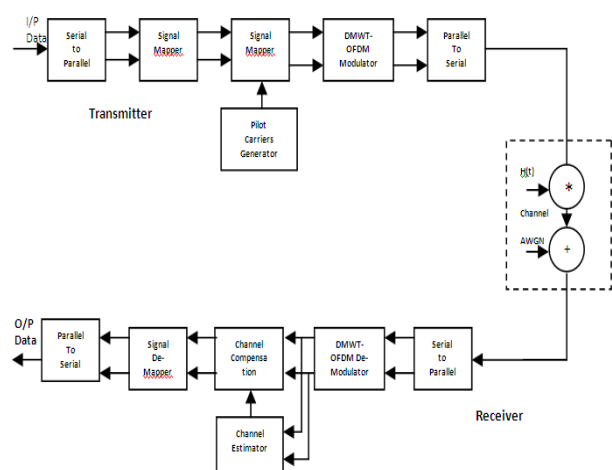 I/P
Data
Serial
to
Parallel
Signal
Mapper
Signal
Mapper
DMWT-
OFDM
Modulator
Parallel
To
Serial
Transmitter
Pilot
Carriers
Generator
H(t)
*
Channel
AWGN
+
O/P
Data
Parallel
To
Serial
Signal
De-
Mapper
Channel
Compensa
tion
DMWT-
OFDM De-
Modulator
Serial
to
Parallel
Channel
Estimator
Receiver